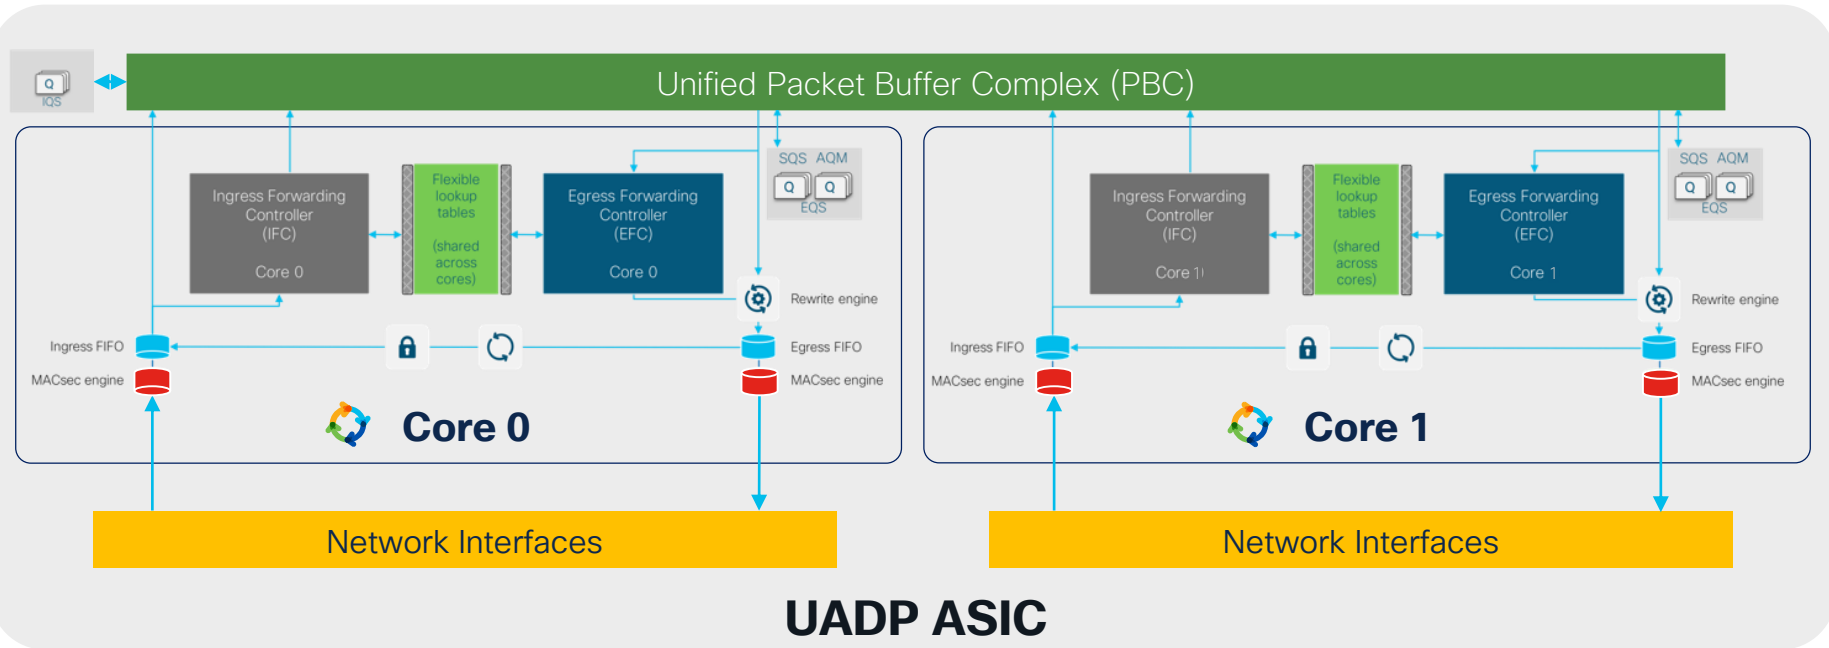 Unified Packet Buffer Complex (PBC)
Q
IQS
Ingress Forwarding
Controller
(IFC)
Core 0
Flexible
lookup
tables
(shared
across
cores)
Egress Forwarding
Controller
(EFC)
Core 0
SQS AQM
Q Q
EQS
Rewrite engine
Ingress FIFO
Egress FIFO
MACsec engine
MACsec engine
Core 0
Network Interfaces
Ingress Forwarding
Controller
(IFC)
Core 1
Flexible
lookup
tables
(shared
across
cores)
Egress Forwarding
Controller
(EFC)
Core 1
SQS AQM
Q Q
EQS
Rewrite engine
Ingress FIFO
Egress FIFO
MACsec engine
MACsec engine
Core 1
Network Interfaces
UADP ASIC